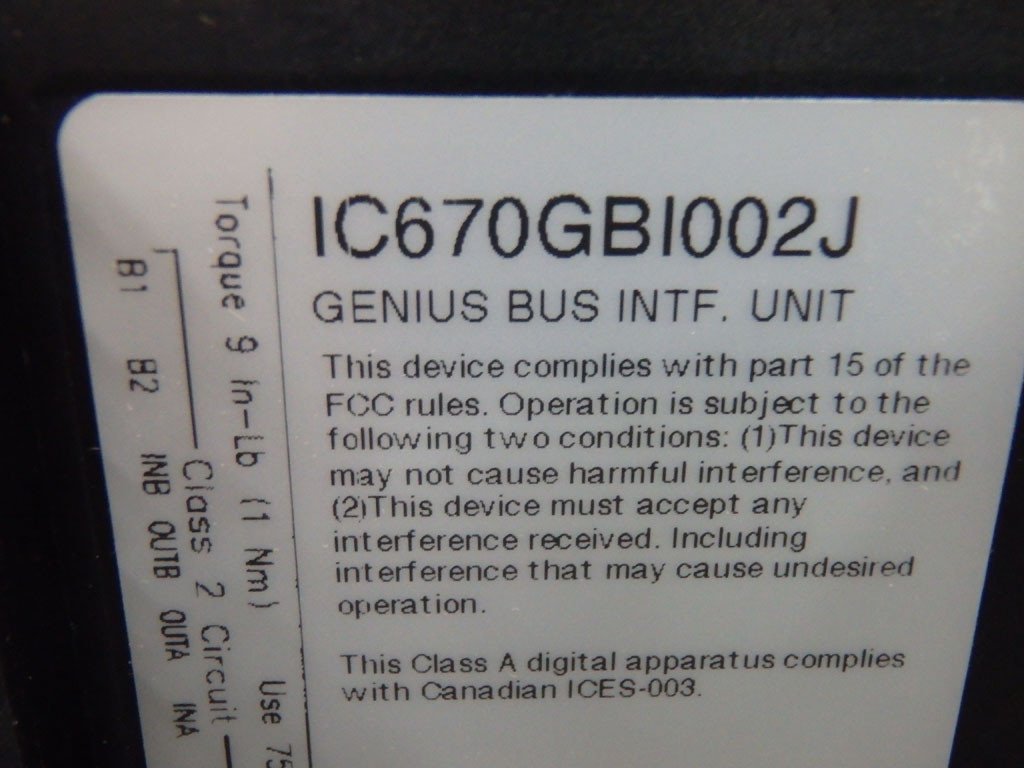 IC670GBI002J
GENIUS BUS INTF. UNIT
This device complies with part 15 of the
FCC rules. Operation is subject to the
following two conditions: (1)This device
may not cause harmful interference, and
(2)This device must accept any
interference received. Including
interference that may cause undesired
operation.
This Class A digital apparatus complies
with Canadian ICES-003.
Torque 9 in-lb (1 Nm) Use 75
Class 2 Circuit
B1 B2 INB OUTB OUTA INA